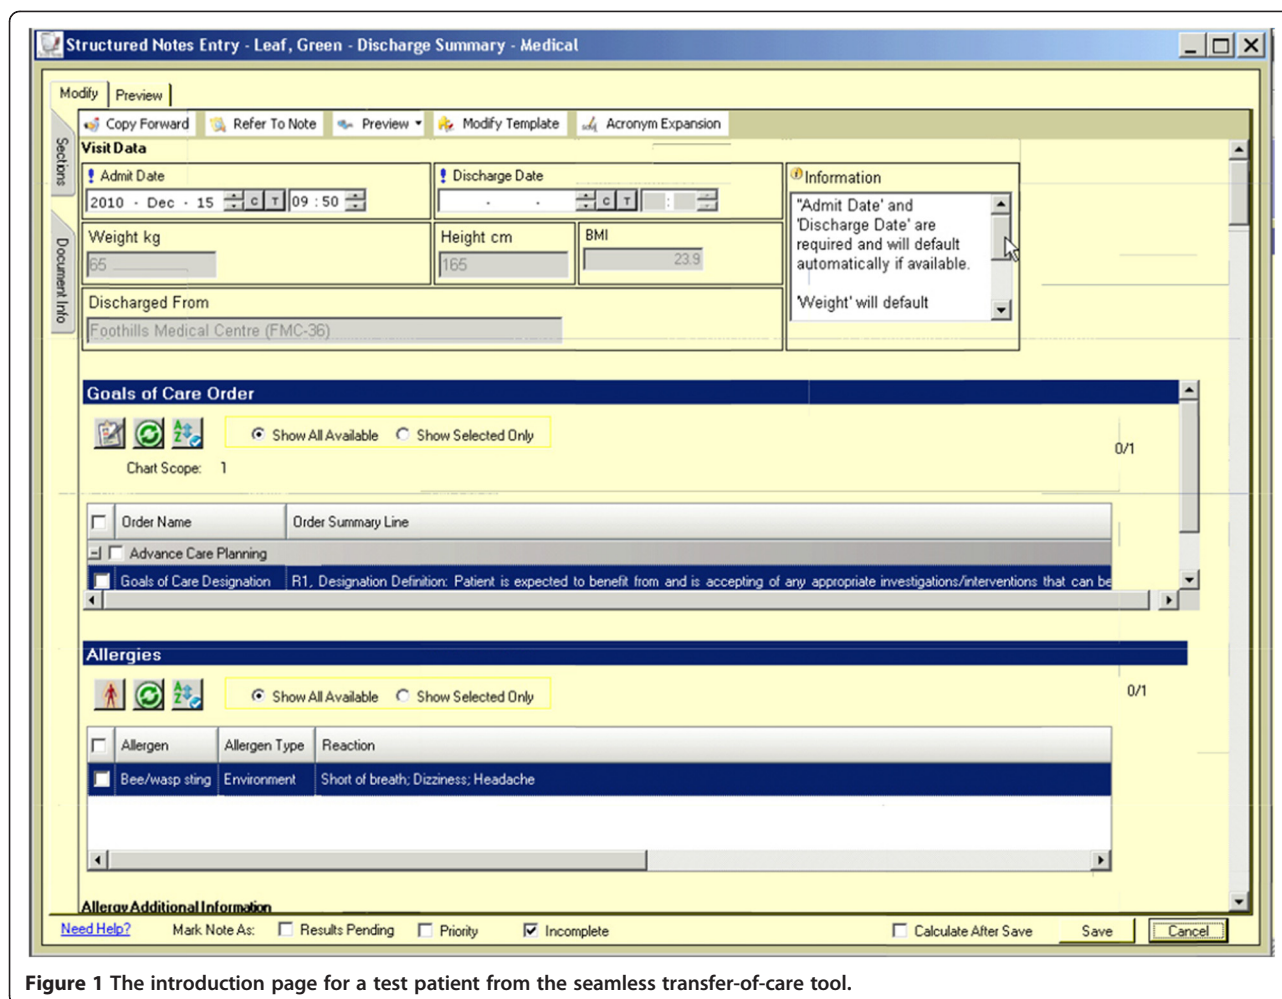 Structured Notes Entry - Leaf, Green - Discharge Summary - Medical
Modify Preview
Copy Forward Refer To Note Preview Modify Template Acronym Expansion
Sections
Document Info
Visit Data
! Admit Date
2010 · Dec · 15 C T 09 : 50
! Discharge Date
· · C T :
Information
"Admit Date' and
'Discharge Date' are
required and will default
automatically if available.
'Weight' will default
Weight kg
65
Height cm
165
BMI
23.9
Discharged From
Foothills Medical Centre (FMC-36)
Goals of Care Order
Show All Available Show Selected Only
0/1
Chart Scope: 1
Order Name Order Summary Line
Advance Care Planning
Goals of Care Designation R1, Designation Definition: Patient is expected to benefit from and is accepting of any appropriate investigations/interventions that can be
Allergies
Show All Available Show Selected Only
0/1
Allergen Allergen Type Reaction
Bee/wasp sting Environment Short of breath; Dizziness; Headache
Allergy Additional Information
Need Help? Mark Note As: Results Pending Priority Incomplete Calculate After Save Save Cancel
Figure 1 The introduction page for a test patient from the seamless transfer-of-care tool.